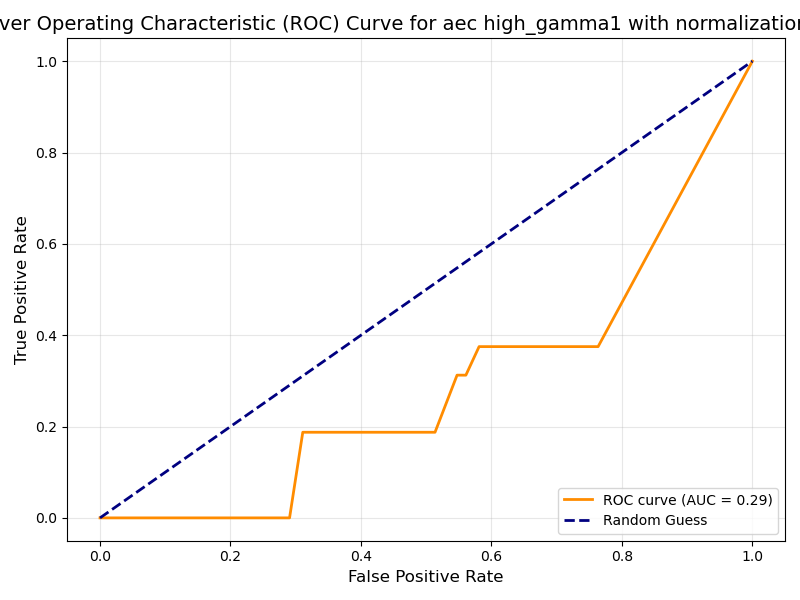 ver Operating Characteristic (ROC) Curve for aec high_gamma1 with normalization
1.0
0.8
0.6
0.4
0.2
0.0
True Positive Rate
0.0 0.2 0.4 0.6 0.8 1.0
False Positive Rate
ROC curve (AUC = 0.29)
Random Guess